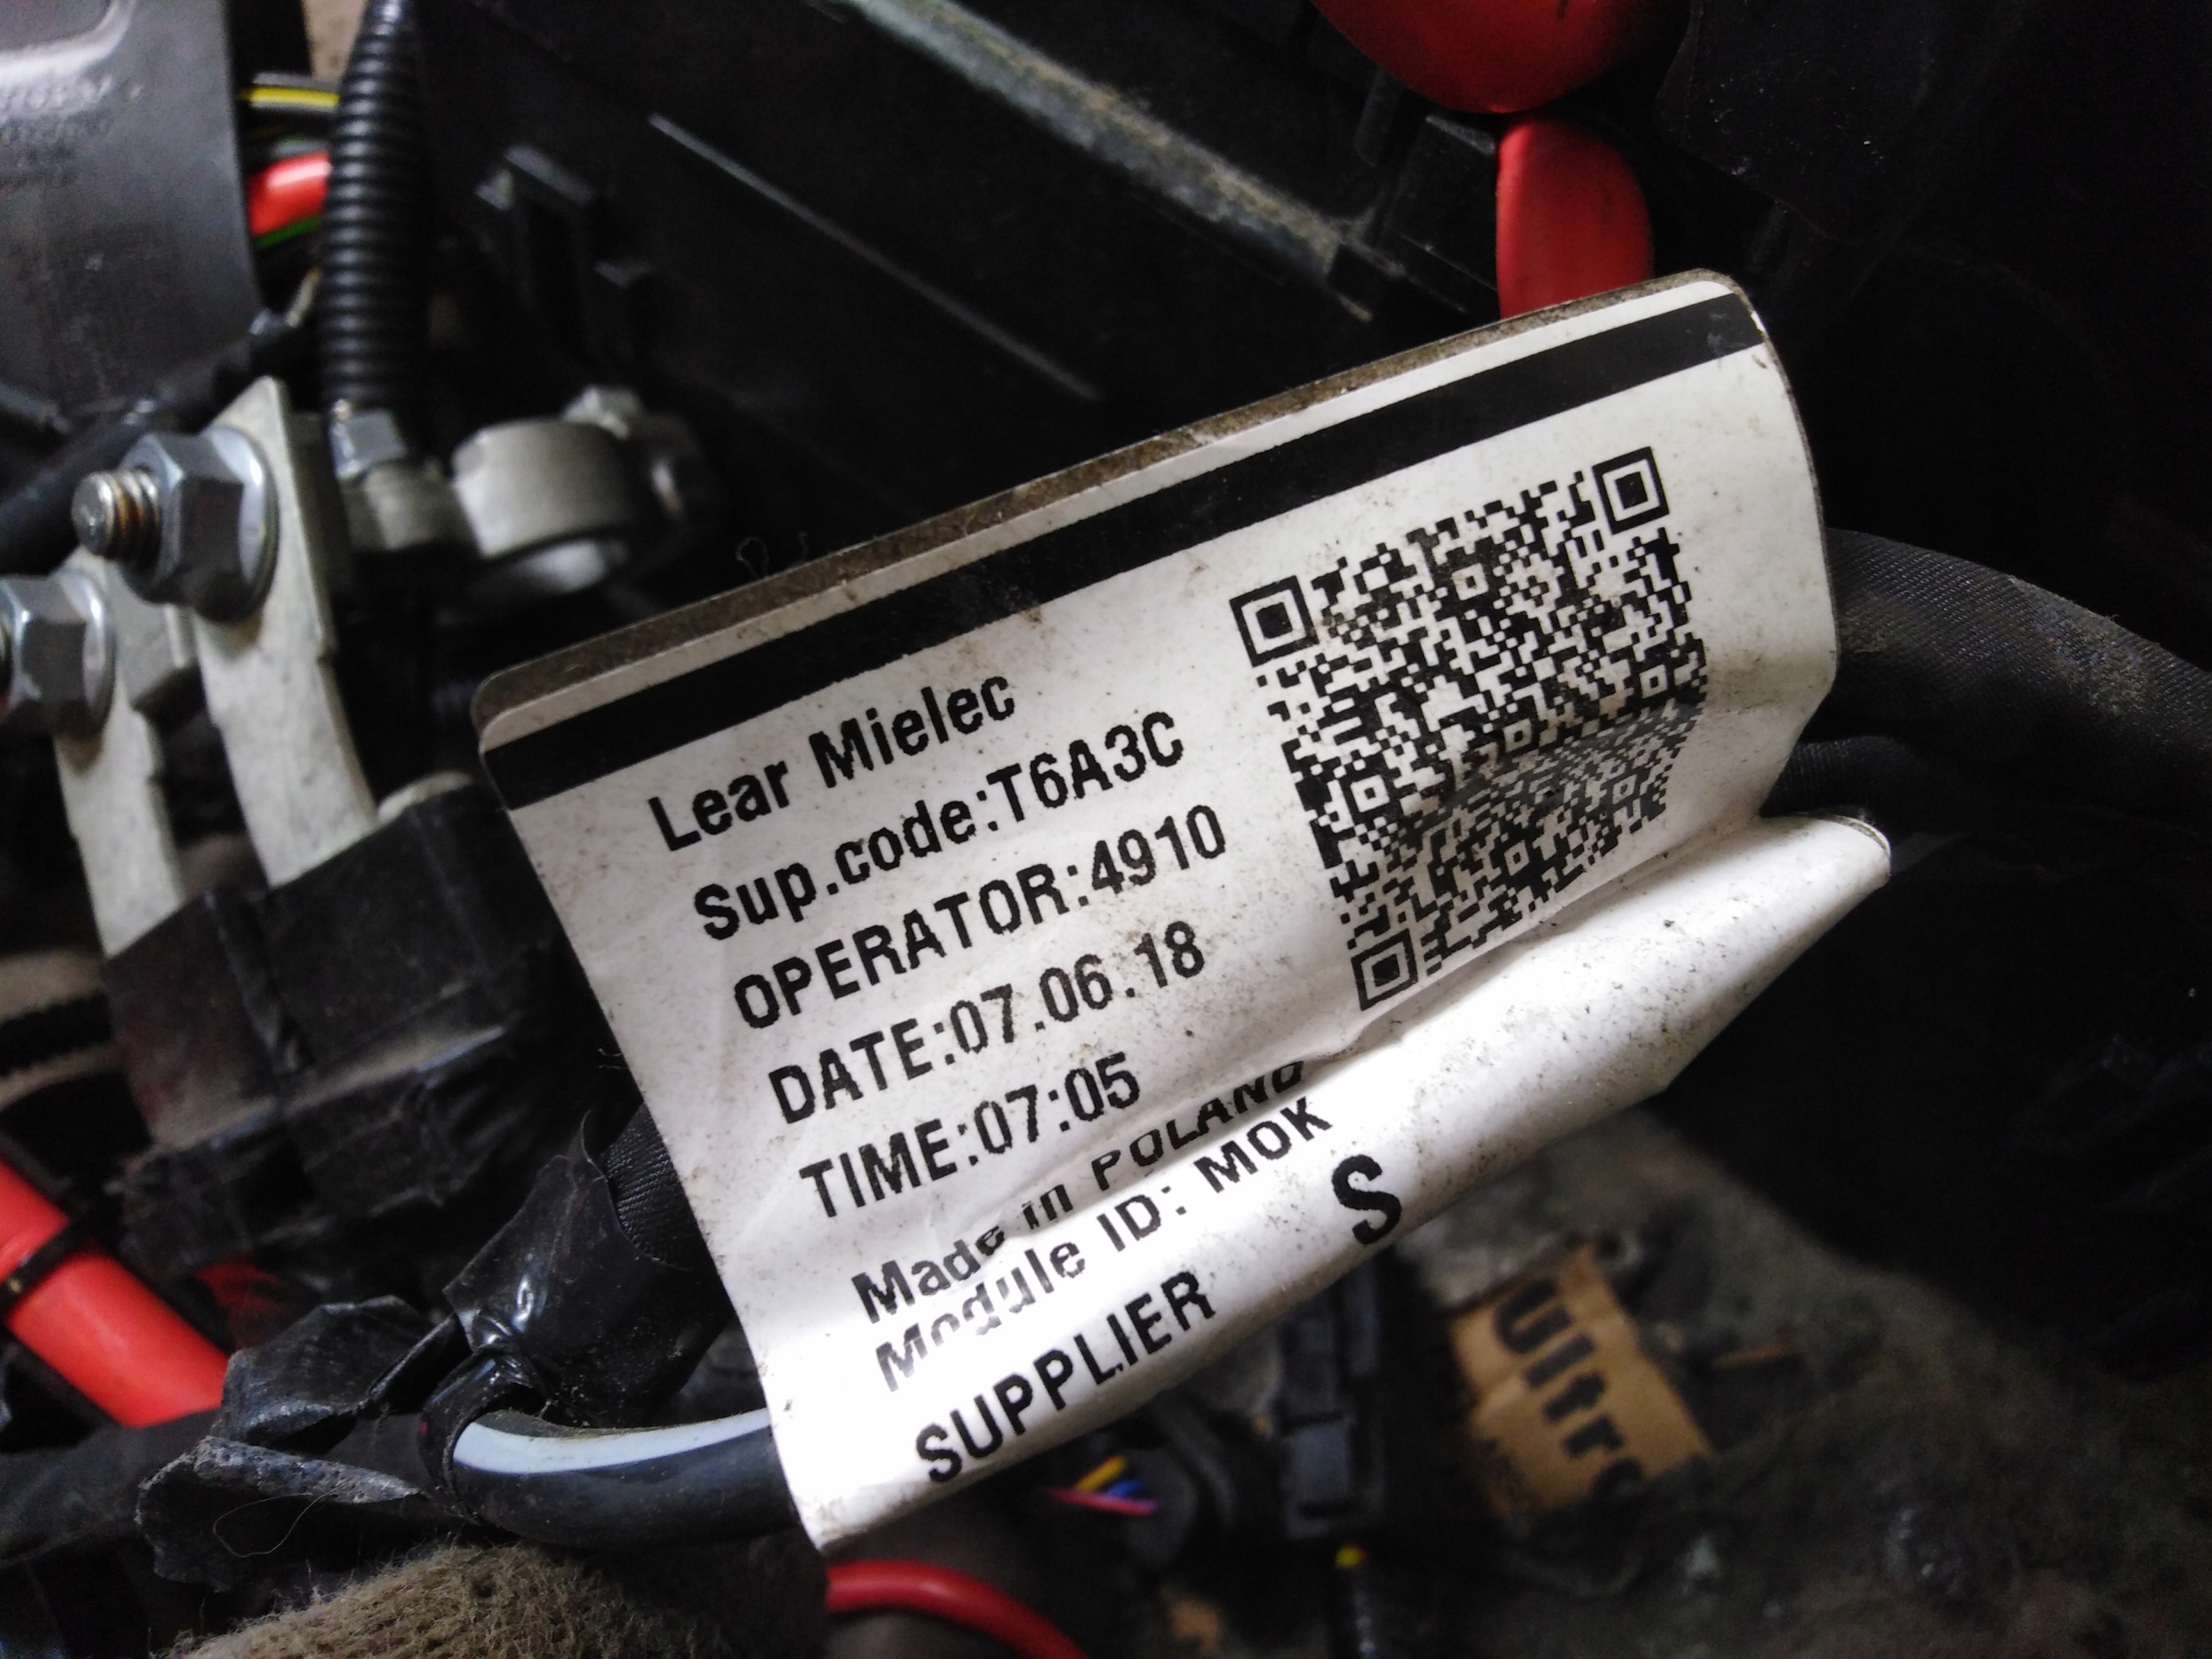 Lear Mielec
Sup.code:T6A3C
OPERATOR:4910
DATE:07.06.18
TIME:07:05
Made in POLAND
Module ID: MOK
SUPPLIER S
Ultra